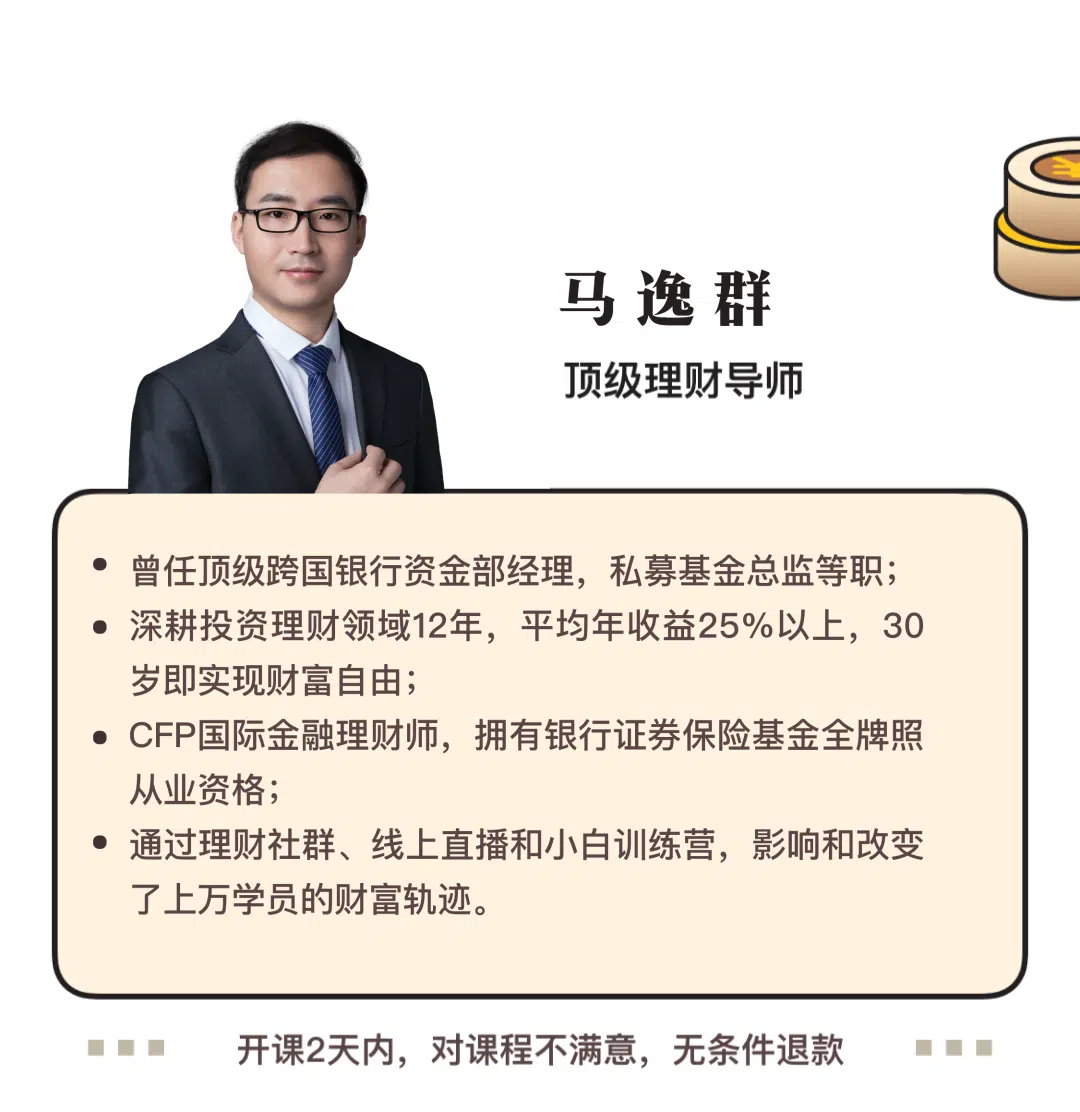 马逸群
顶级理财导师
曾任顶级跨国银行资金部经理，私募基金总监等职；
深耕投资理财领域12年，平均年收益25%以上，30
岁即实现财富自由；
CFP国际金融理财师，拥有银行证券保险基金全牌照
从业资格；
通过理财社群、线上直播和小白训练营，影响和改变
了上万学员的财富轨迹。
开课2天内，对课程不满意，无条件退款